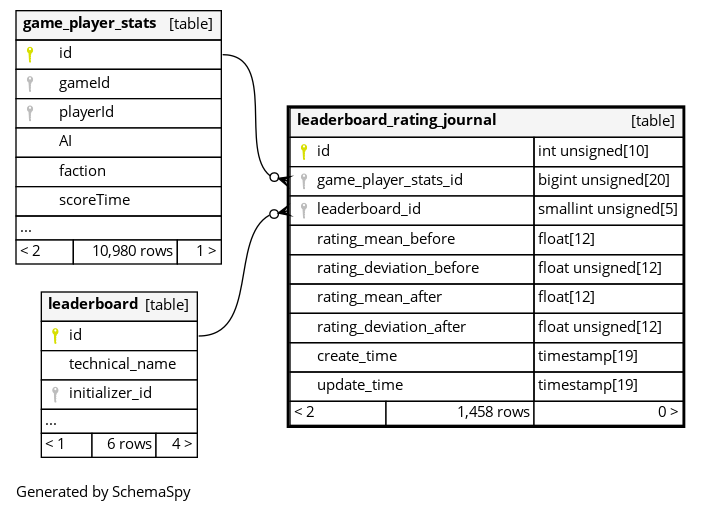 game_player_stats [table]
id
gameId
playerId
AI
faction
scoreTime
...
< 2 10,980 rows 1 >
leaderboard [table]
id
technical_name
initializer_id
...
< 1 6 rows 4 >
leaderboard_rating_journal [table]
id int unsigned[10]
game_player_stats_id bigint unsigned[20]
leaderboard_id smallint unsigned[5]
rating_mean_before float[12]
rating_deviation_before float unsigned[12]
rating_mean_after float[12]
rating_deviation_after float unsigned[12]
create_time timestamp[19]
update_time timestamp[19]
< 2 1,458 rows 0 >
Generated by SchemaSpy